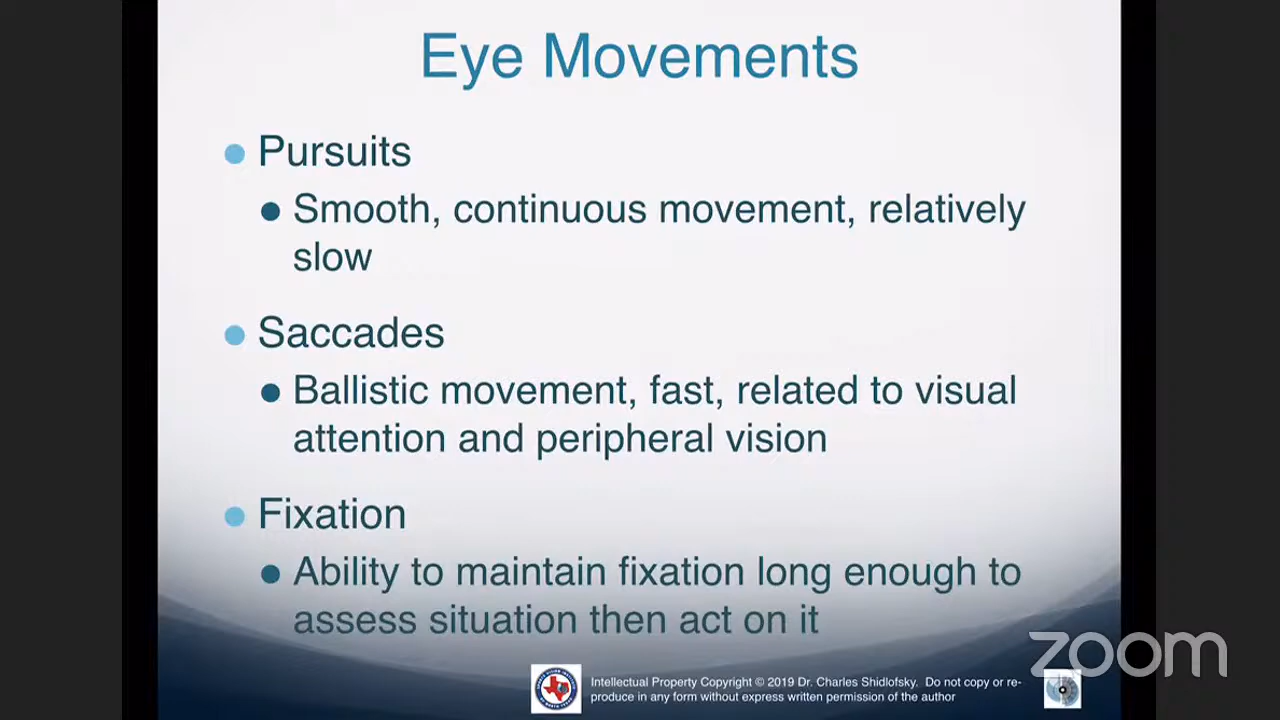 Eye Movements
Pursuits
Smooth, continuous movement, relatively
slow
Saccades
Ballistic movement, fast, related to visual
attention and peripheral vision
Fixation
Ability to maintain fixation long enough to
assess situation then act on it
zoom
Intellectual Property Copyright © 2019 Dr. Charles Shidlofsky. Do not copy or re-
produce in any form without express written permission of the author